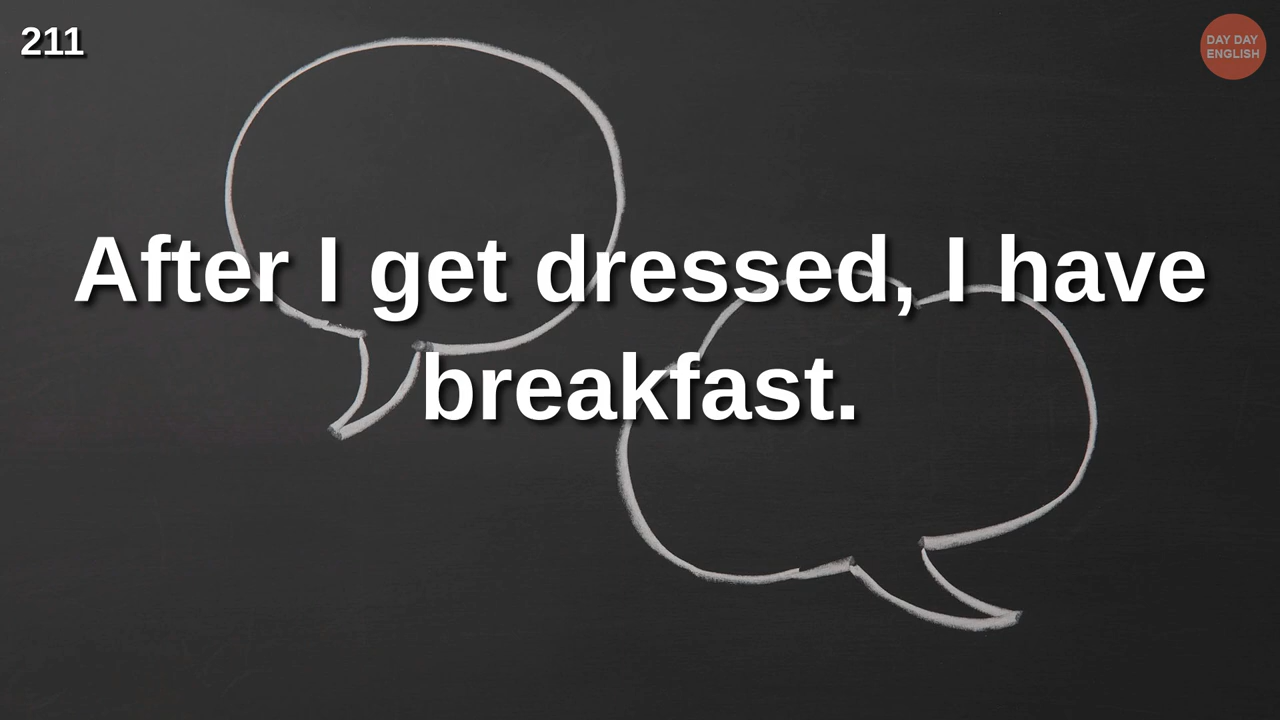 211
DAY DAY
ENGLISH
After I get dressed, I have
breakfast.